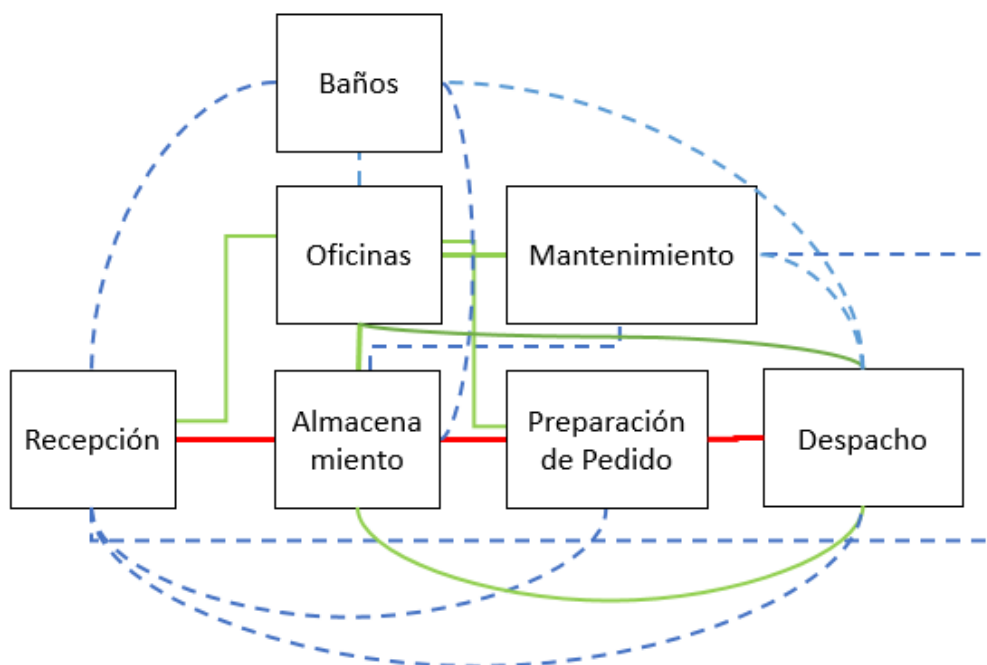 Baños
Oficinas
Mantenimiento
Recepción
Almacena
miento
Preparación
de Pedido
Despacho